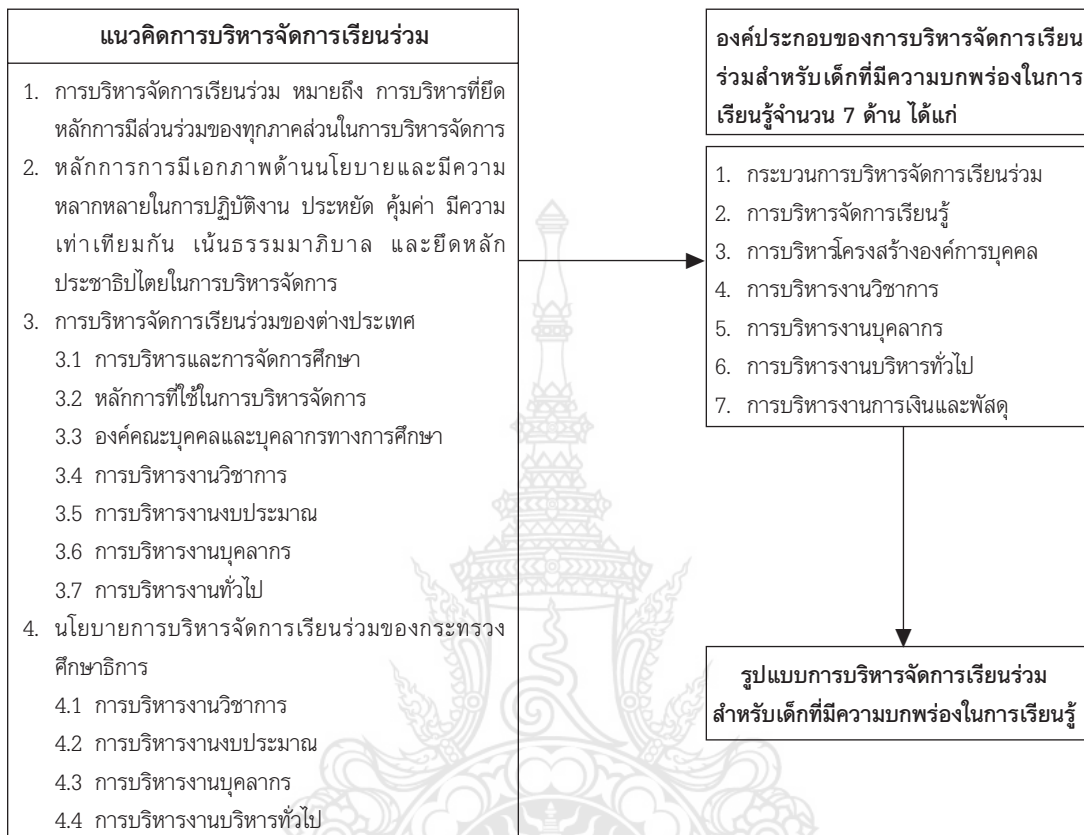 แนวคิดการบริหารจัดการเรียนร่วม
1. การบริหารจัดการเรียนร่วม หมายถึง การบริหารที่ยึด
หลักการมีส่วนร่วมของทุกภาคส่วนในการบริหารจัดการ
2. หลักการการมีเอกภาพด้านนโยบายและมีความ
หลากหลายในการปฏิบัติงาน ประหยัด คุ้มค่า มีความ
เท่าเทียมกัน เน้นธรรมมาภิบาล และยึดหลัก
ประชาธิปไตยในการบริหารจัดการ
3. การบริหารจัดการเรียนร่วมของต่างประเทศ
3.1 การบริหารและการจัดการศึกษา
3.2 หลักการที่ใช้ในการบริหารจัดการ
3.3 องค์คณะบุคคลและบุคลากรทางการศึกษา
3.4 การบริหารงานวิชาการ
3.5 การบริหารงานงบประมาณ
3.6 การบริหารงานบุคลากร
3.7 การบริหารงานทั่วไป
4. นโยบายการบริหารจัดการเรียนร่วมของกระทรวง
ศึกษาธิการ
4.1 การบริหารงานวิชาการ
4.2 การบริหารงานงบประมาณ
4.3 การบริหารงานบุคลากร
4.4 การบริหารงานบริหารทั่วไป
องค์ประกอบของการบริหารจัดการเรียน
ร่วมสำหรับเด็กที่มีความบกพร่องในการ
เรียนรู้จำนวน 7 ด้าน ได้แก่
1. กระบวนการบริหารจัดการเรียนร่วม
2. การบริหารจัดการเรียนรู้
3. การบริหารโครงสร้างองค์การบุคคล
4. การบริหารงานวิชาการ
5. การบริหารงานบุคลากร
6. การบริหารงานบริหารทั่วไป
7. การบริหารงานการเงินและพัสดุ
รูปแบบการบริหารจัดการเรียนร่วม
สำหรับเด็กที่มีความบกพร่องในการเรียนรู้